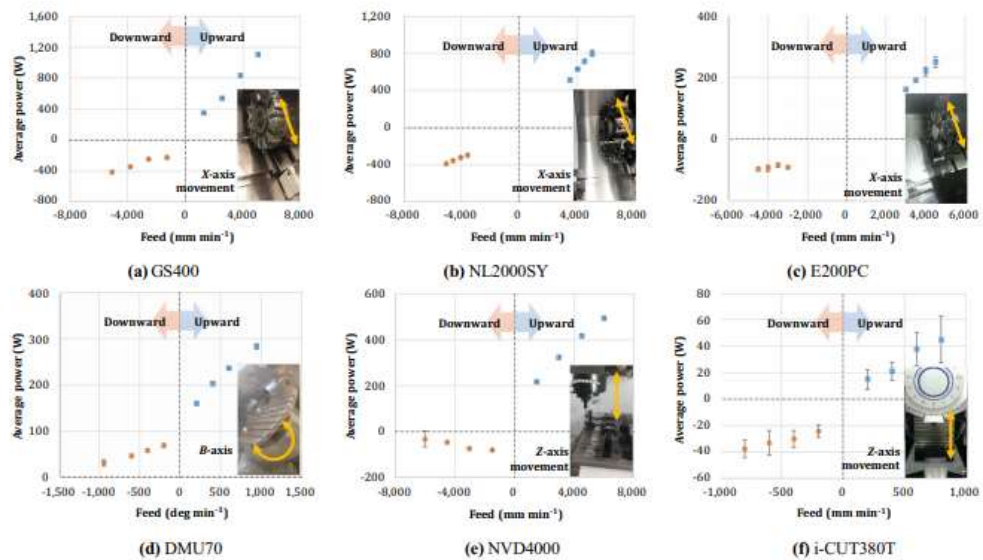 1,600
1,200
800
400
0
-400
-800
Average power (W)
Downward
Upward
X-axis
movement
-8,000 -4,000 0 4,000 8,000
Feed (mm min⁻¹)
(a) GS400
1,200
800
400
0
-400
-800
Average power (W)
Downward
Upward
X-axis
movement
-8,000 -4,000 0 4,000 8,000
Feed (mm min⁻¹)
(b) NL2000SY
400
200
0
-200
Average power (W)
Downward
Upward
X-axis
movement
-6,000 -4,000 -2,000 0 2,000 4,000 6,000
Feed (mm min⁻¹)
(c) E200PC
400
300
200
100
0
Average power (W)
Downward
Upward
B-axis
-1,500 -1,000 -500 0 500 1,000 1,500
Feed (deg min⁻¹)
(d) DMU70
600
400
200
0
-200
Average power (W)
Downward
Upward
Z-axis
movement
-8,000 -4,000 0 4,000 8,000
Feed (mm min⁻¹)
(e) NVD4000
80
60
40
20
0
-20
-40
-60
Average power (W)
Downward
Upward
Z-axis
movement
-1,000 -500 0 500 1,000
Feed (mm min⁻¹)
(f) i-CUT380T